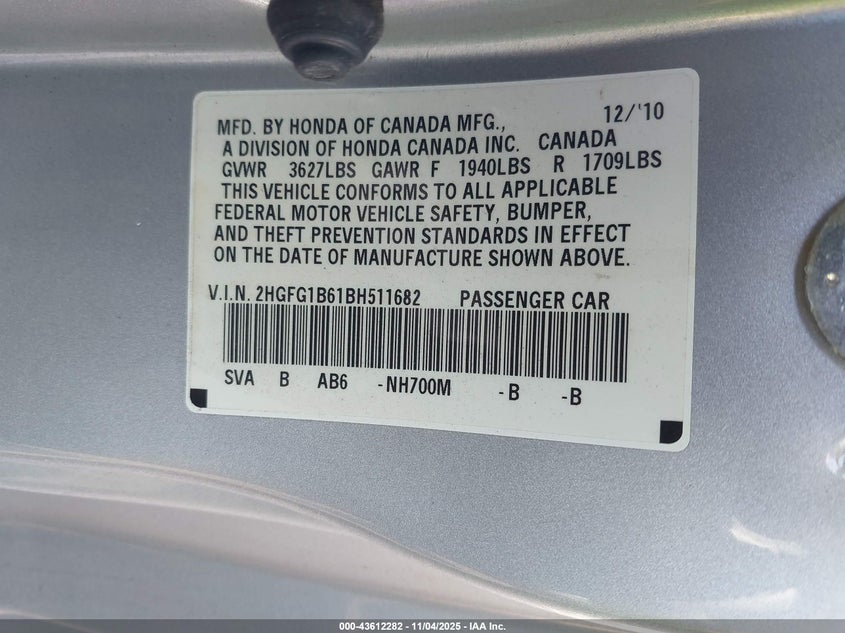 12/'10
MFD. BY HONDA OF CANADA MFG.,
A DIVISION OF HONDA CANADA INC. CANADA
GVWR 3627LBS GAWR F 1940LBS R 1709LBS
THIS VEHICLE CONFORMS TO ALL APPLICABLE
FEDERAL MOTOR VEHICLE SAFETY, BUMPER,
AND THEFT PREVENTION STANDARDS IN EFFECT
ON THE DATE OF MANUFACTURE SHOWN ABOVE.
V.I.N. 2HGFG1B61BH511682 PASSENGER CAR
SVA B AB6 -NH700M -B -B
000-43612282 - 11/04/2025 - IAA Inc.